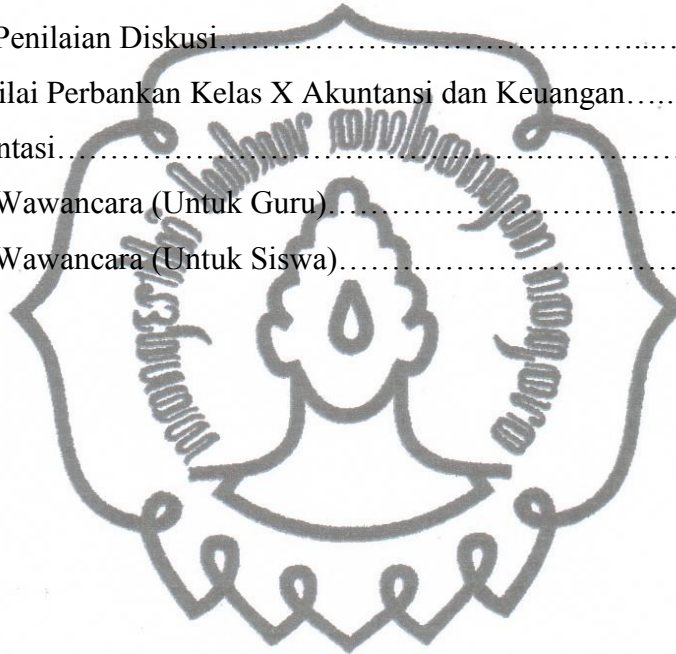 Penilaian Diskusi……………………………………………..…..
ilai Perbankan Kelas X Akuntansi dan Keuangan…..
ntasi……………………………………………………………….
Wawancara (Untuk Guru)……………………………………….
Wawancara (Untuk Siswa)……………………………………….